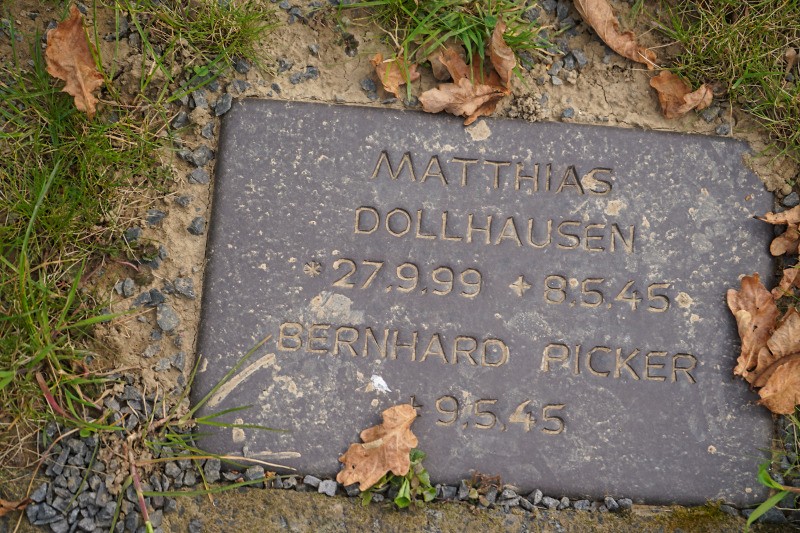 MATTHIAS
DOLLHAUSEN
* 27.9.99 + 8.5.45
BERNHARD PICKER
+ 9.5.45